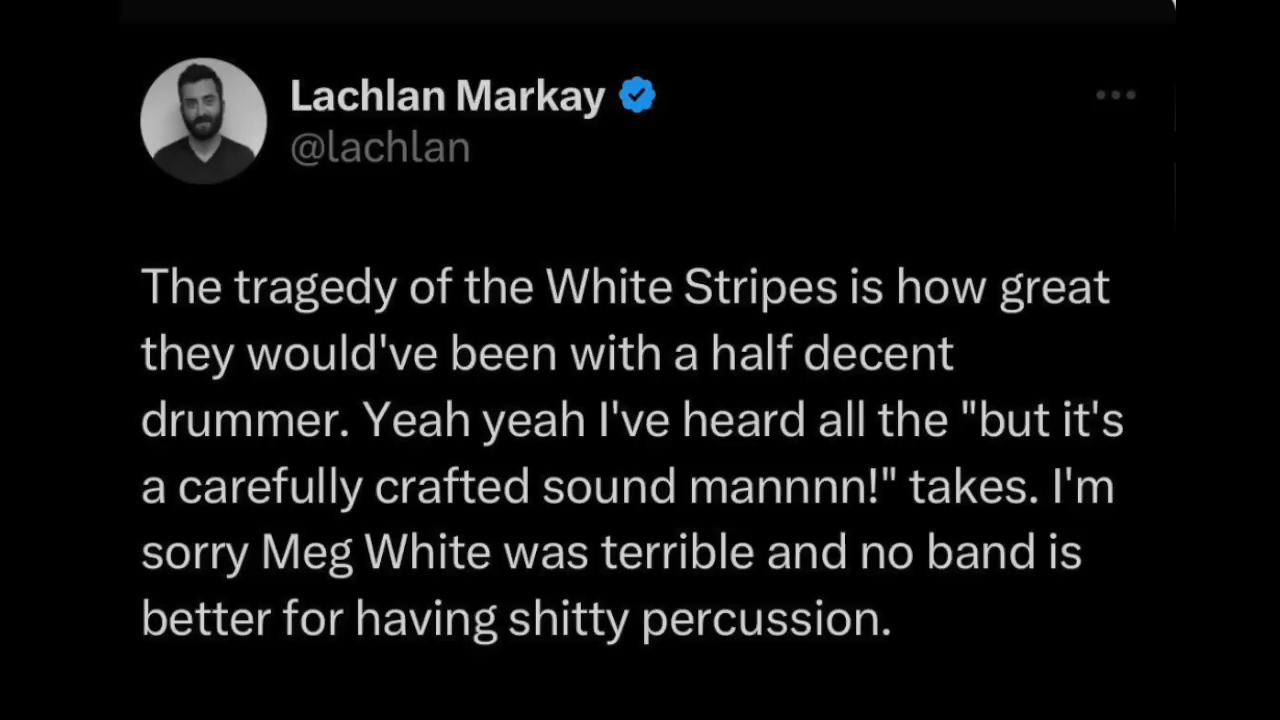 Lachlan Markay
@lachlan
The tragedy of the White Stripes is how great
they would've been with a half decent
drummer. Yeah yeah I've heard all the "but it's
a carefully crafted sound mannnn!" takes. I'm
sorry Meg White was terrible and no band is
better for having shitty percussion.